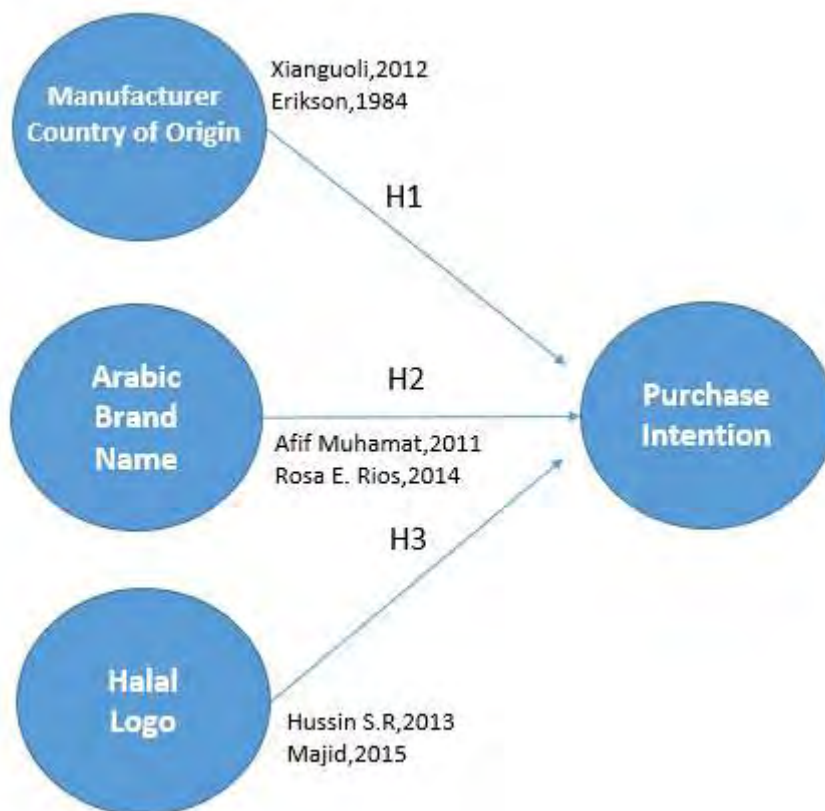 Manufacturer
Country of Origin
Xianguoli,2012
Erikson,1984
H1
Arabic
Brand
Name
H2
Afif Muhamat,2011
Rosa E. Rios,2014
Purchase
Intention
H3
Halal
Logo
Hussin S.R,2013
Majid,2015